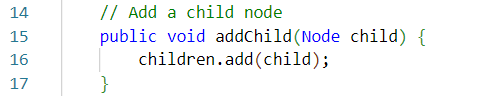 14 // Add a child node
15 public void addChild(Node child) {
16 children.add(child);
17 }